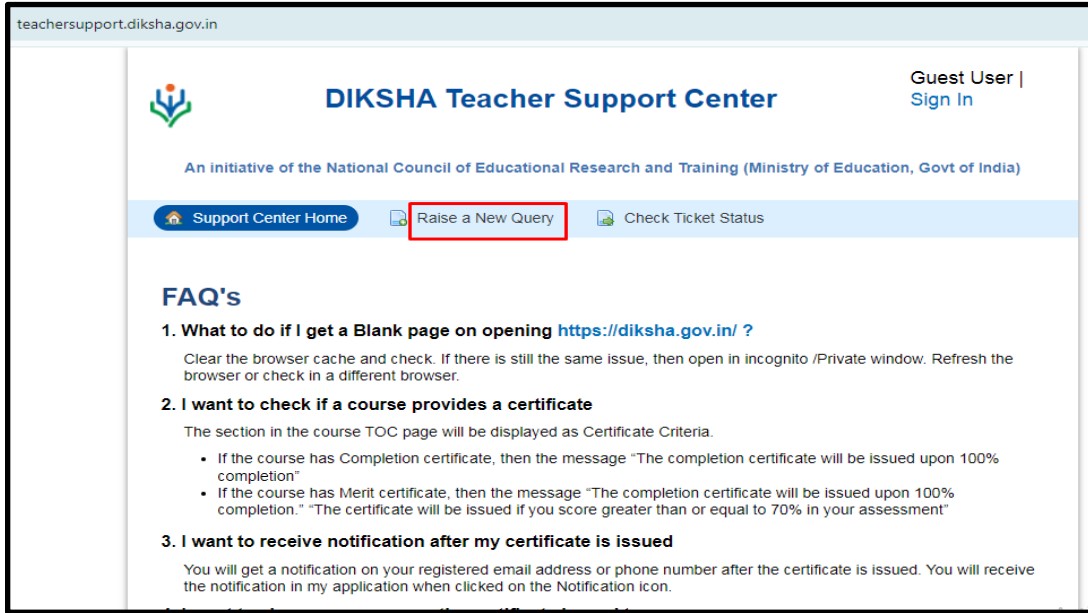 teachersupport.diksha.gov.in
DIKSHA Teacher Support Center
Guest User |
Sign In
An initiative of the National Council of Educational Research and Training (Ministry of Education, Govt of India)
Support Center Home
Raise a New Query
Check Ticket Status
FAQ's
1. What to do if I get a Blank page on opening https://diksha.gov.in/ ?
Clear the browser cache and check. If there is still the same issue, then open in incognito /Private window. Refresh the
browser or check in a different browser.
2. I want to check if a course provides a certificate
The section in the course TOC page will be displayed as Certificate Criteria.
• If the course has Completion certificate, then the message “The completion certificate will be issued upon 100%
completion”
• If the course has Merit certificate, then the message “The completion certificate will be issued upon 100%
completion.” “The certificate will be issued if you score greater than or equal to 70% in your assessment”
3. I want to receive notification after my certificate is issued
You will get a notification on your registered email address or phone number after the certificate is issued. You will receive
the notification in my application when clicked on the Notification icon.